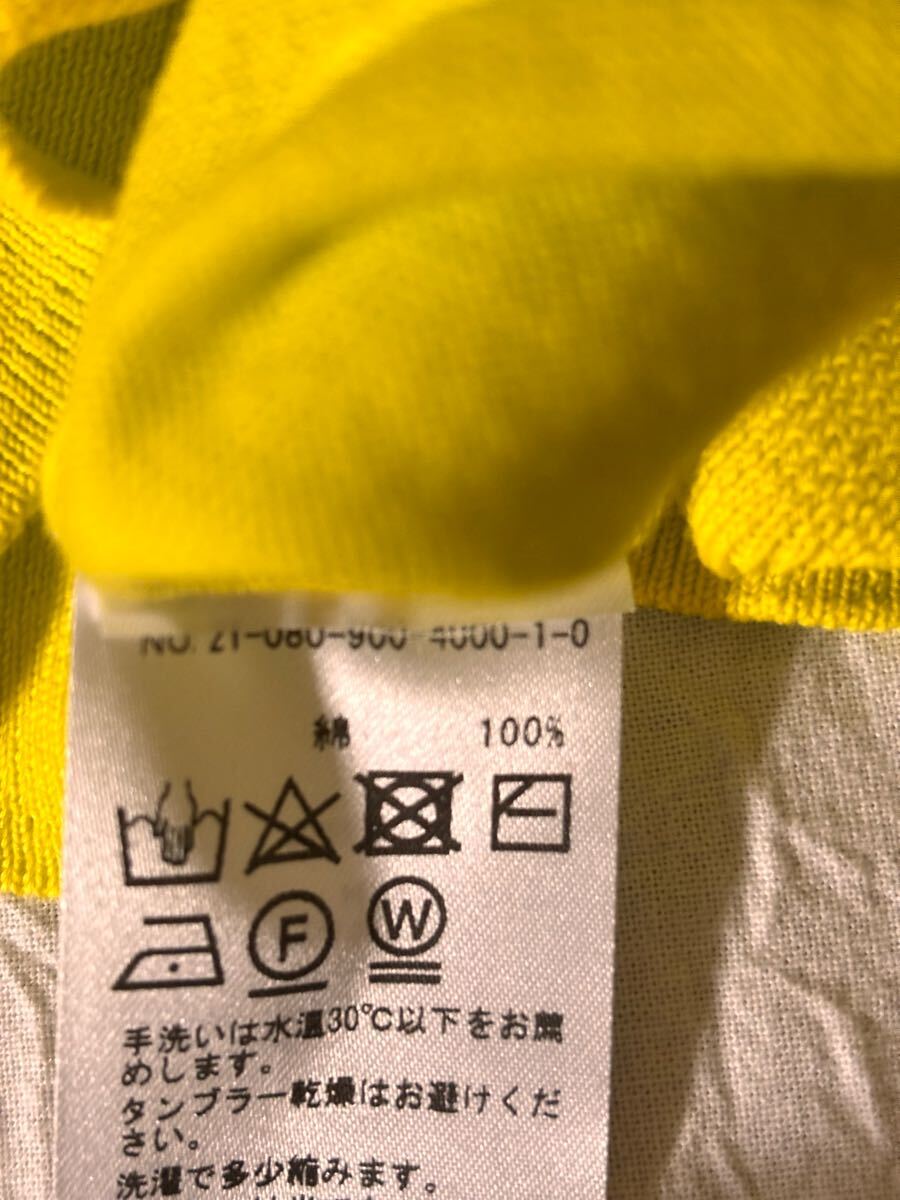 NO. 21-080-900-4000-1-0
綿 100%
F W
手洗いは水温30℃以下をお薦
めします。
タンブラー乾燥はお避けくだ
さい。
洗濯で多少縮みます。